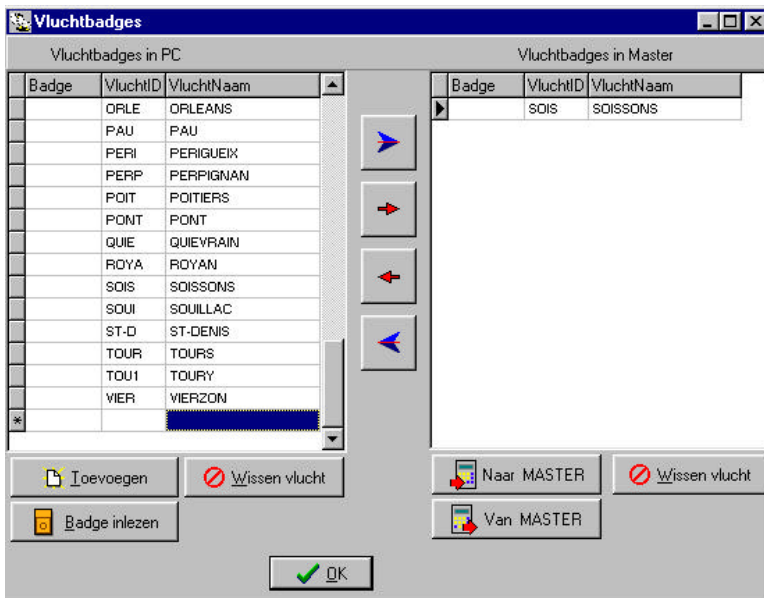 Vluchtbadges
Vluchtbadges in PC
Vluchtbadges in Master
Badge VluchtID VluchtNaam
ORLE ORLEANS
PAU PAU
PERI PERIGUEIX
PERP PERPIGNAN
POIT POITIERS
PONT PONT
QUIE QUIEVRAIN
ROYA ROYAN
SOIS SOISSONS
SOUI SOUILLAC
ST-D ST-DENIS
TOUR TOURS
TOU1 TOURY
VIER VIERZON
*
Badge VluchtID VluchtNaam
SOIS SOISSONS
Toevoegen
Wissen vlucht
Badge inlezen
Naar MASTER
Wissen vlucht
Van MASTER
OK